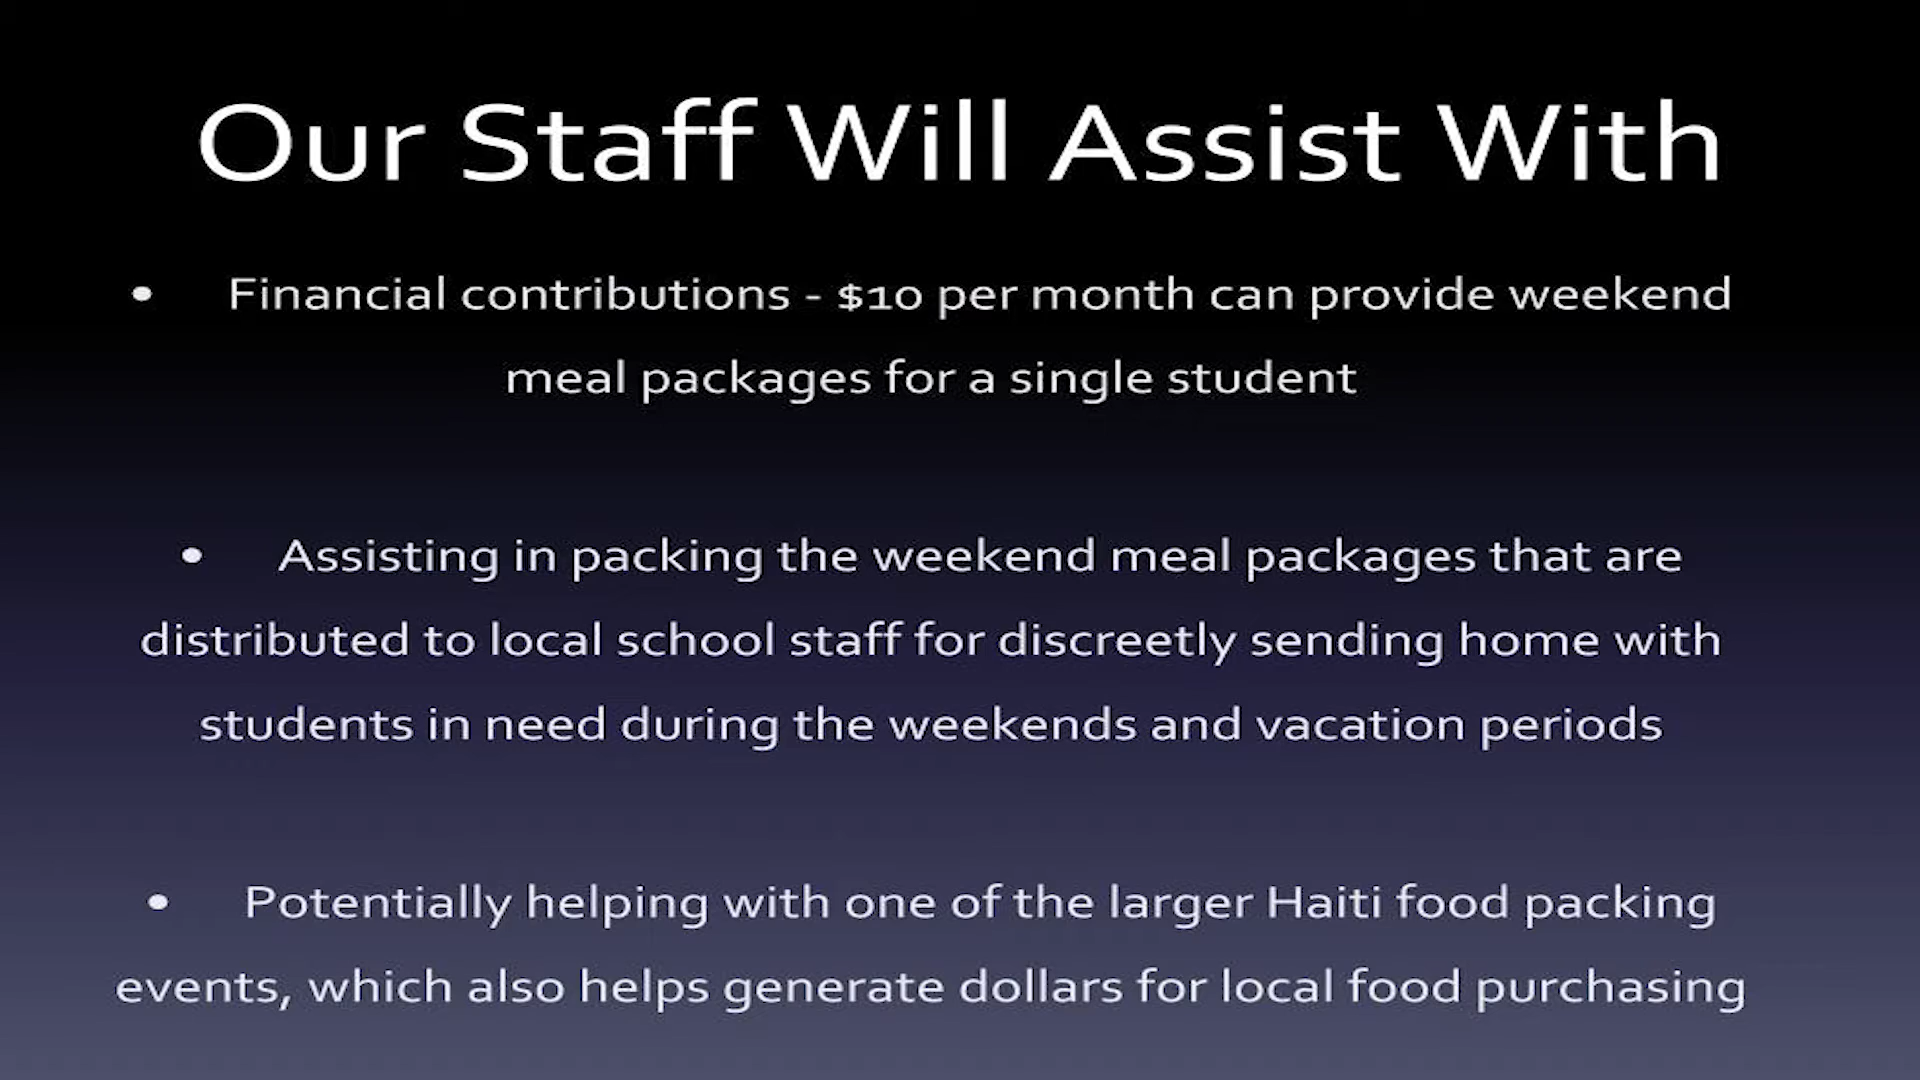 Our Staff Will Assist With
• Financial contributions - $10 per month can provide weekend
meal packages for a single student
• Assisting in packing the weekend meal packages that are
distributed to local school staff for discreetly sending home with
students in need during the weekends and vacation periods
• Potentially helping with one of the larger Haiti food packing
events, which also helps generate dollars for local food purchasing